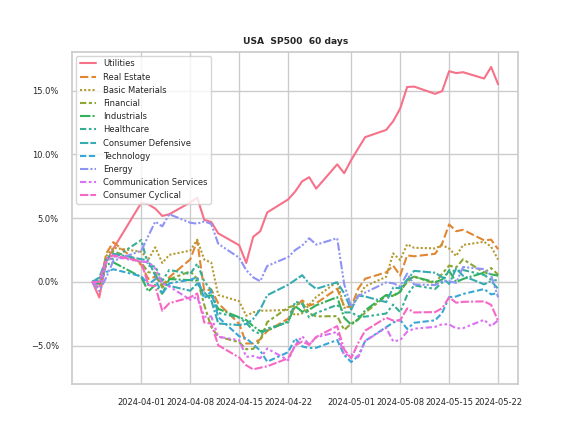 USA  SP500  60 days
Utilities
Real Estate
Basic Materials
Financial
Industrials
Healthcare
Consumer Defensive
Technology
Energy
Communication Services
Consumer Cyclical
15.0%
10.0%
5.0%
0.0%
−5.0%
2024-04-01 2024-04-08 2024-04-15 2024-04-22 2024-05-01 2024-05-08 2024-05-15 2024-05-22